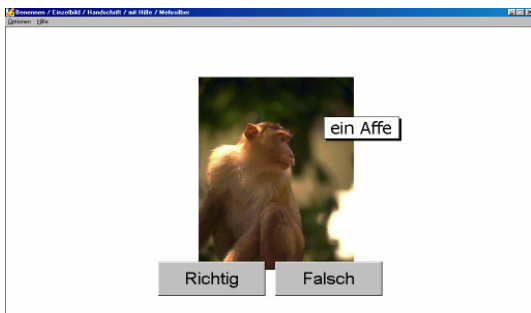 Benennen / Einzelbild / Handschrift / mit Hilfe / Mehrsilber
Optionen Hilfe
ein Affe
Richtig Falsch